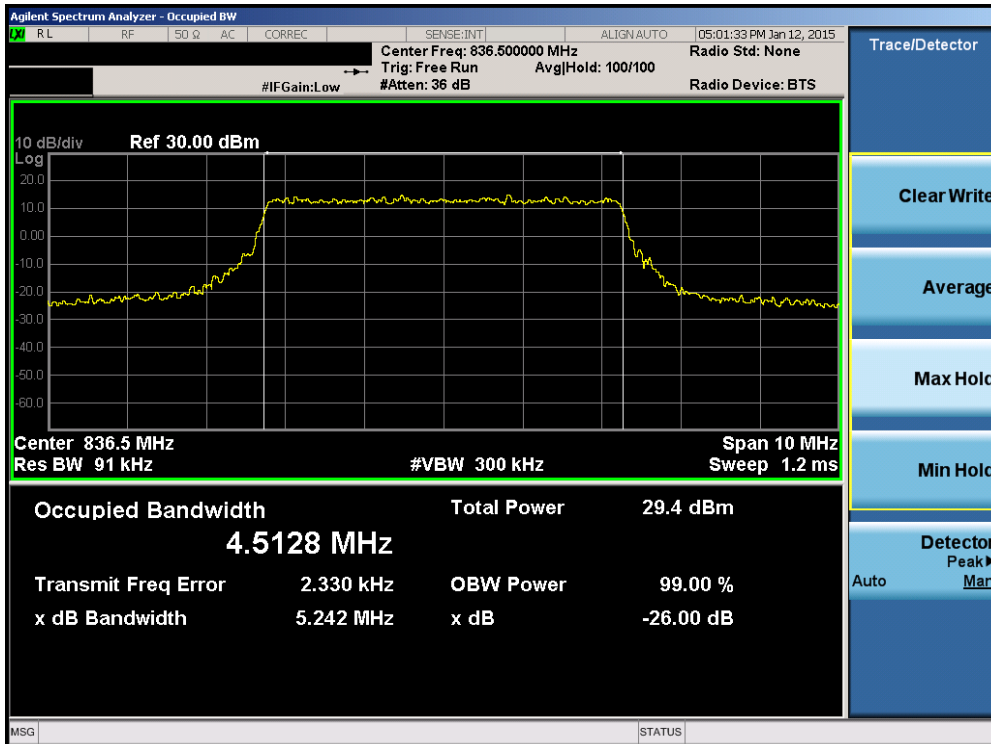 Agilent Spectrum Analyzer - Occupied BW
LXI RL RF 50 Ω AC CORREC SENSE:INT ALIGN AUTO 05:01:33 PM Jan 12, 2015
Center Freq: 836.500000 MHz Radio Std: None
Trig: Free Run Avg|Hold: 100/100
#IFGain:Low #Atten: 36 dB Radio Device: BTS
Trace/Detector
10 dB/div Ref 30.00 dBm
Log
20.0
10.0
0.00
-10.0
-20.0
-30.0
-40.0
-50.0
-60.0
Center 836.5 MHz Span 10 MHz
Res BW 91 kHz #VBW 300 kHz Sweep 1.2 ms
Occupied Bandwidth Total Power 29.4 dBm
4.5128 MHz
Transmit Freq Error 2.330 kHz OBW Power 99.00 %
x dB Bandwidth 5.242 MHz x dB -26.00 dB
Clear Write
Average
Max Hold
Min Hold
Detector
Peak
Auto Man
MSG STATUS